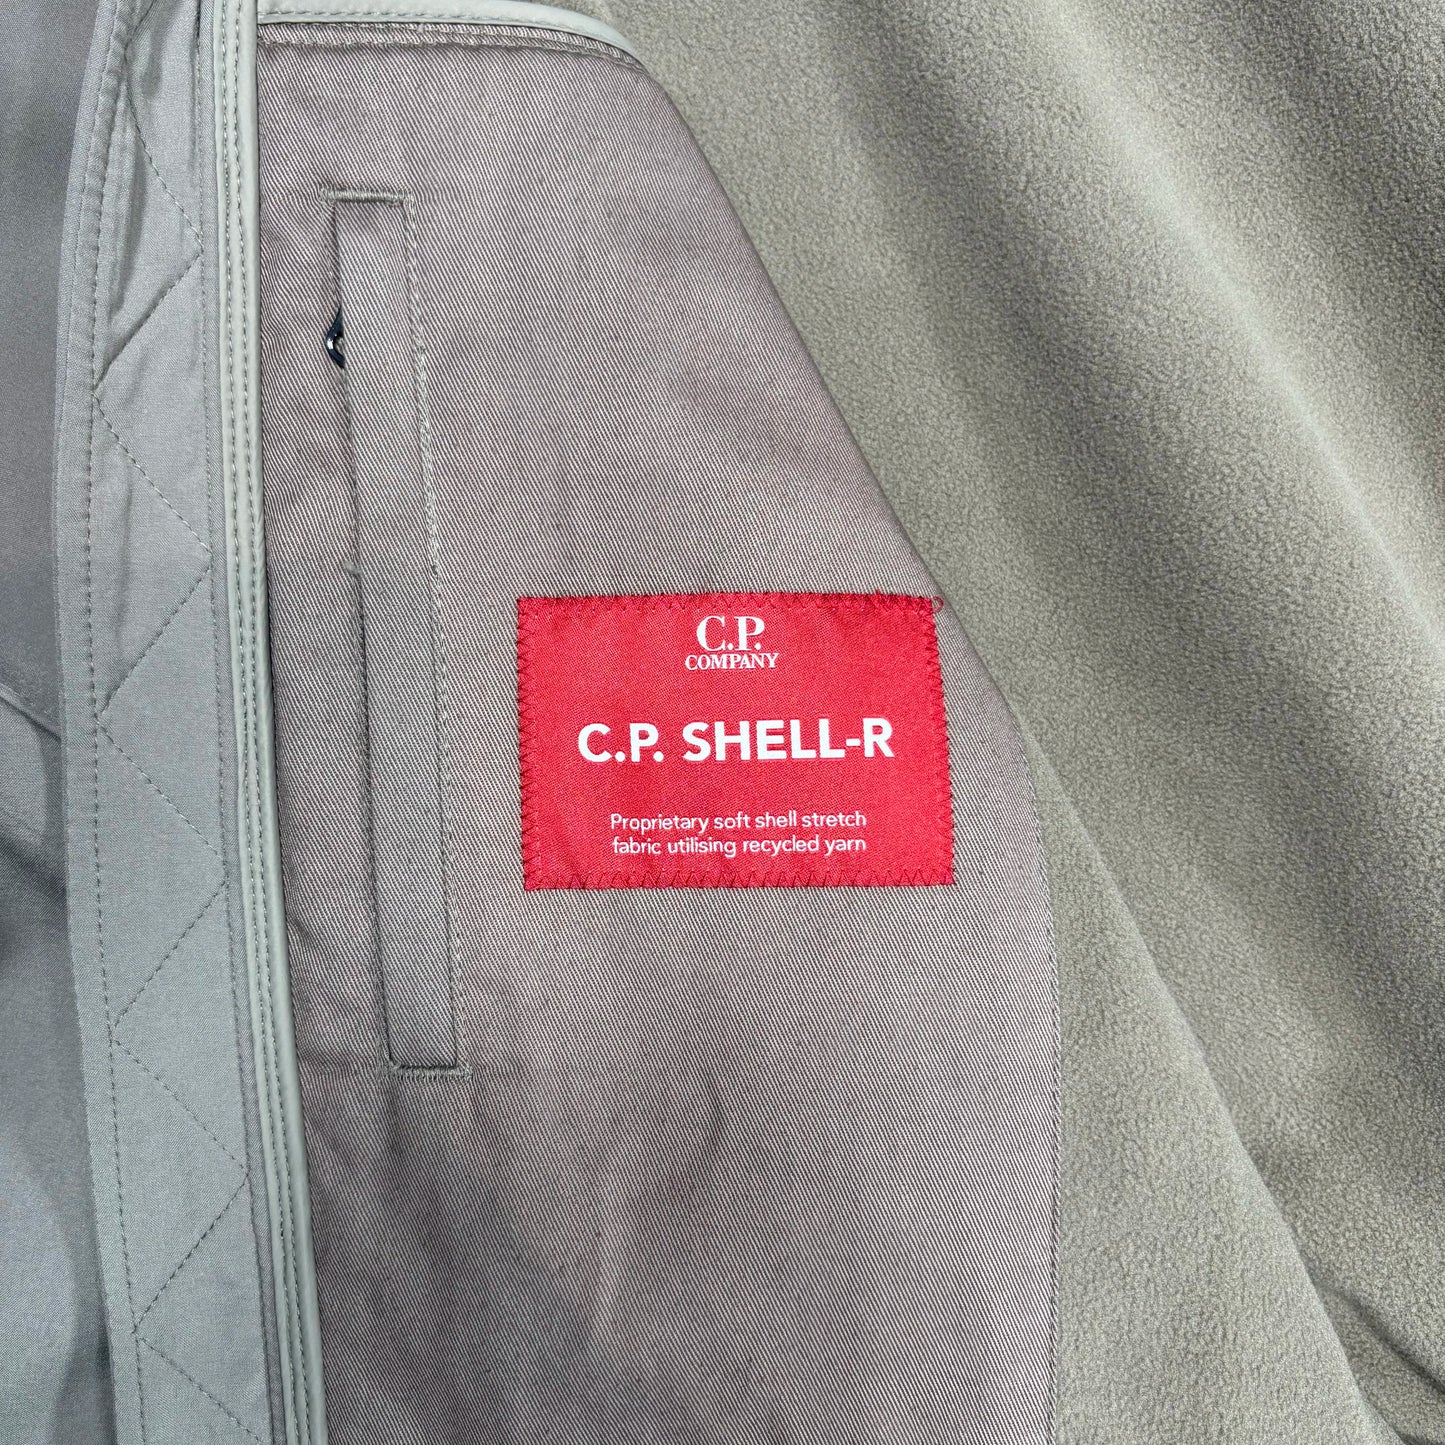 C.P.
COMPANY
C.P. SHELL-R
Proprietary soft shell stretch
fabric utilising recycled yarn